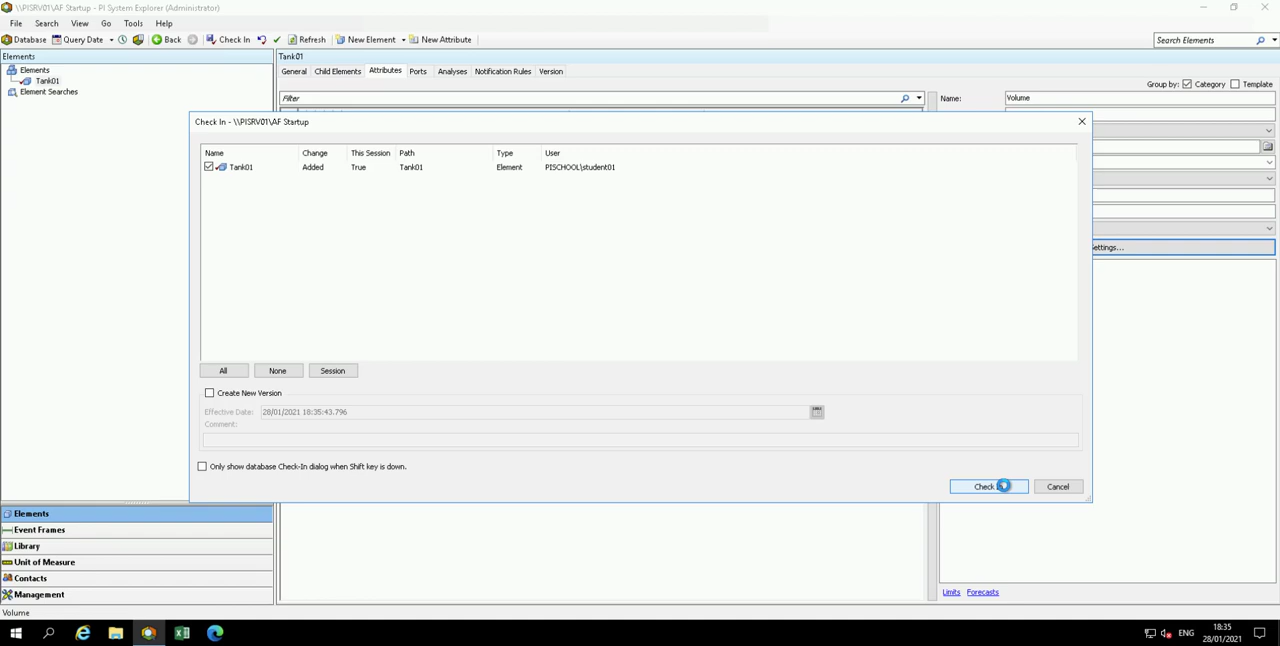 \\PISRV01\AF Startup - PI System Explorer (Administrator)
File Search View Go Tools Help
Database Query Date Back Check In Refresh New Element New Attribute Search Elements
Elements
Elements
Tank01
Element Searches
Tank01
General Child Elements Attributes Ports Analyses Notification Rules Version
Group by: Category Template
Filter
Name: Volume
Check In - \\PISRV01\AF Startup
Name Change This Session Path Type User
Tank01 Added True Tank01 Element PISCHOOL\student01
ettings...
All None Session
Create New Version
Effective Date: 28/01/2021 18:35:43.796
Comment:
Only show database Check-In dialog when Shift key is down.
Check Cancel
Elements
Event Frames
Library
Unit of Measure
Contacts
Management
Limits Forecasts
Volume
ENG
18:35
28/01/2021